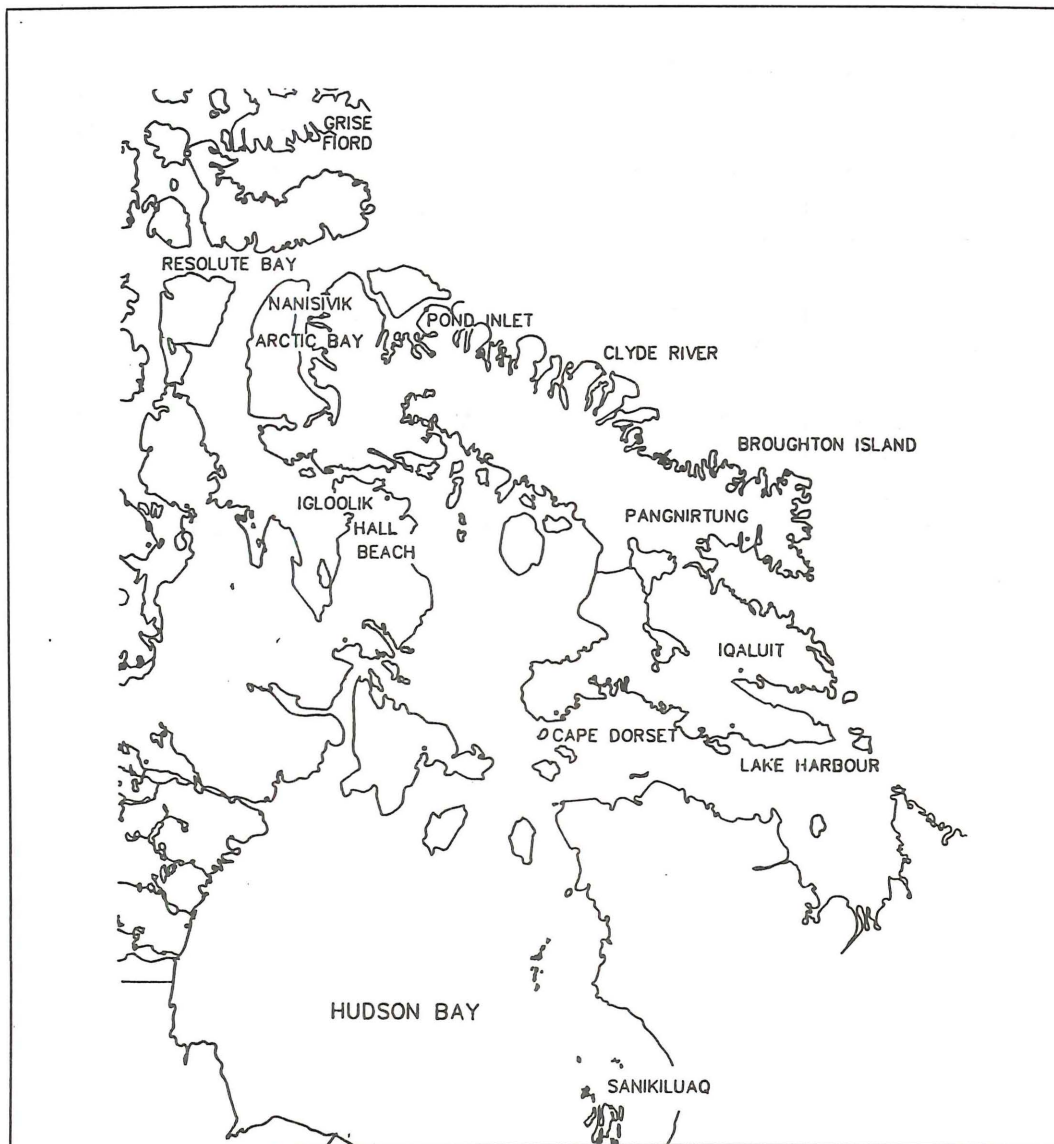 GRISE
FIORD
RESOLUTE BAY
NANISIVIK
POND INLET
ARCTIC BAY
CLYDE RIVER
BROUGHTON ISLAND
IGLOOLIK
PANGNIRTUNG
HALL
BEACH
IQALUIT
CAPE DORSET
LAKE HARBOUR
HUDSON BAY
SANIKILUAQ